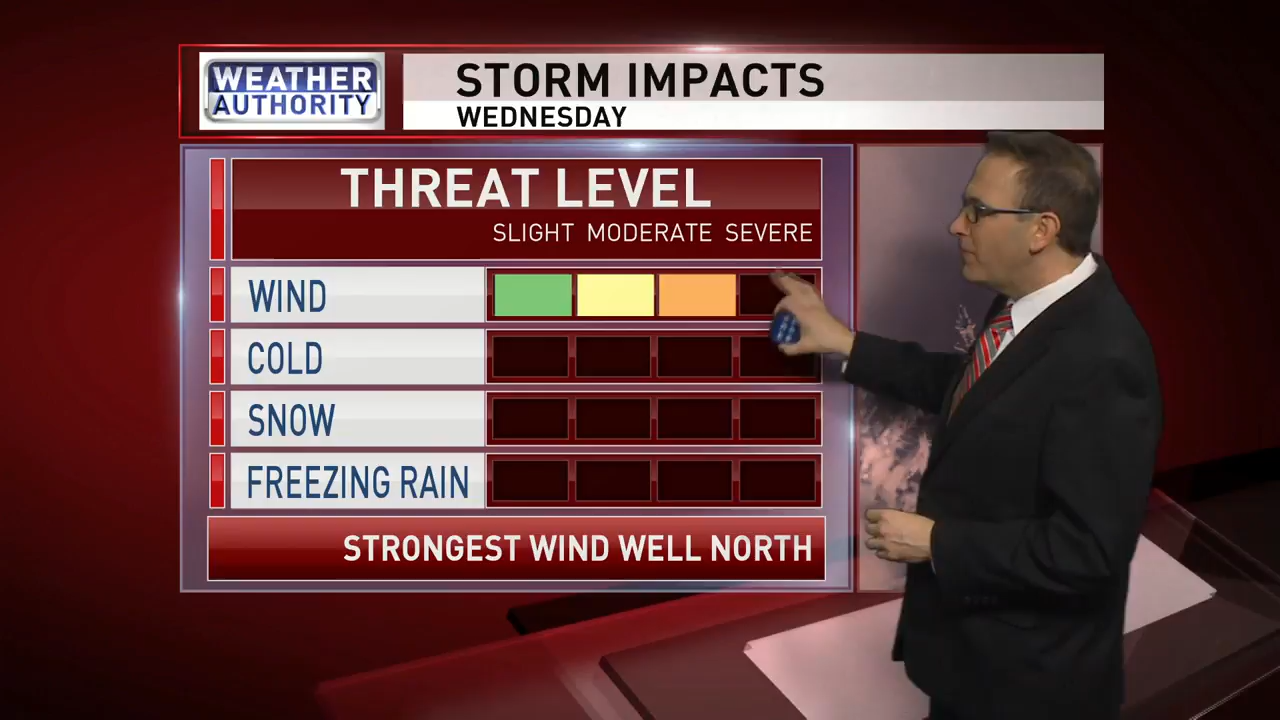 WEATHER
AUTHORITY
STORM IMPACTS
WEDNESDAY
THREAT LEVEL
SLIGHT MODERATE SEVERE
WIND
COLD
SNOW
FREEZING RAIN
STRONGEST WIND WELL NORTH